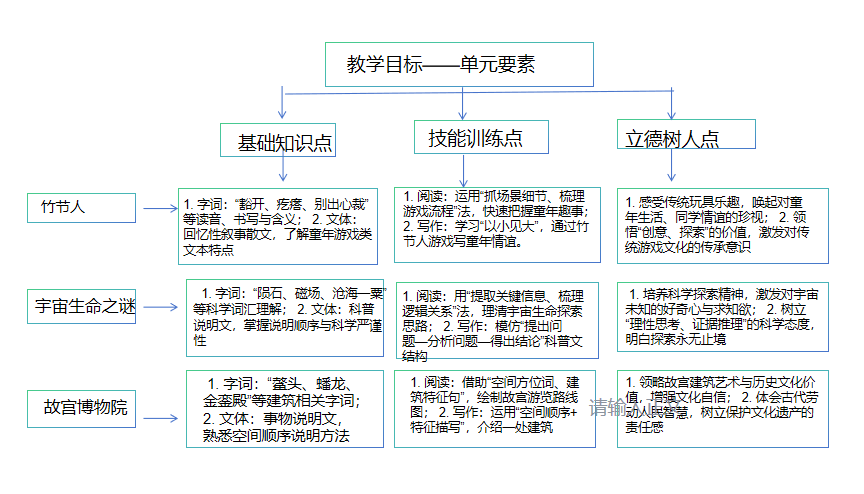 教学目标——单元要素
基础知识点
技能训练点
立德树人点
竹节人
1. 字词：“豁开、疙瘩、别出心裁”
等读音、书写与含义； 2. 文体：
回忆性叙事散文，了解童年游戏类
文本特点
1. 阅读：运用“抓场景细节、梳理
游戏流程”法，快速把握童年趣事；
2. 写作：学习“以小见大”，通过竹
节人游戏写童年情谊。
1. 感受传统玩具乐趣，唤起对童
年生活、同学情谊的珍视； 2. 领
悟“创意、探索”的价值，激发对传
统游戏文化的传承意识
宇宙生命之谜
1. 字词：“陨石、磁场、沧海一粟”
等科学词汇理解； 2. 文体：科普
说明文，掌握说明顺序与科学严谨
性
1. 阅读：用“提取关键信息、梳理
逻辑关系”法，理清宇宙生命探索
思路； 2. 写作：模仿“提出问
题—分析问题—得出结论”科普文
结构
1. 培养科学探索精神，激发对宇宙
未知的好奇心与求知欲； 2. 树立
“理性思考、证据推理”的科学态度，
明白探索永无止境
故宫博物院
1. 字词：“鳌头、蟠龙、
金銮殿”等建筑相关字词；
2. 文体：事物说明文，
熟悉空间顺序说明方法
1. 阅读：借助“空间方位词、建
筑特征句”，绘制故宫游览路线
图； 2. 写作：运用“空间顺序+
特征描写”，介绍一处建筑
1. 领略故宫建筑艺术与历史文化价
值，增强文化自信； 2. 体会古代劳
动人民智慧，树立保护文化遗产的
责任感
请输入